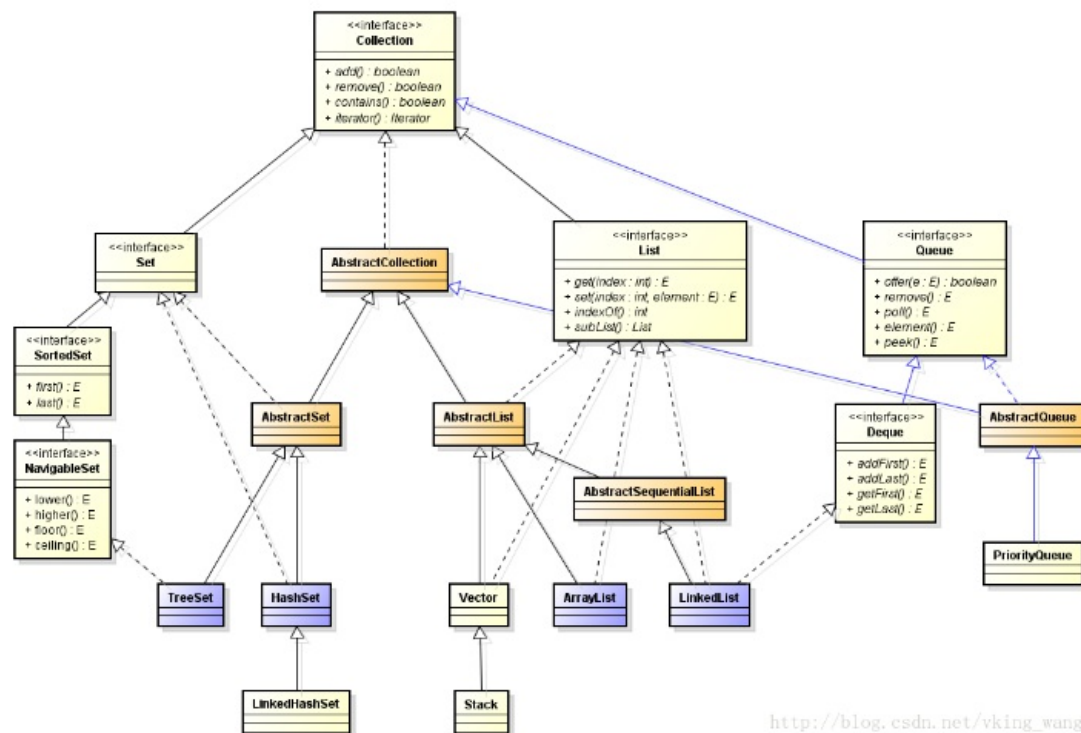 <<interface>>
Collection
+ add() : boolean
+ remove() : boolean
+ contains() : boolean
+ iterator() : Iterator
<<interface>>
Set
AbstractCollection
<<interface>>
List
+ get(index : int) : E
+ set(index : int, element : E) : E
+ indexOf() : int
+ subList() : List
<<interface>>
Queue
+ offer(e : E) : boolean
+ remove() : E
+ poll() : E
+ element() : E
+ peek() : E
<<interface>>
SortedSet
+ first() : E
+ last() : E
AbstractSet
AbstractList
<<interface>>
Deque
+ addFirst() : E
+ addLast() : E
+ getFirst() : E
+ getLast() : E
AbstractQueue
<<interface>>
NavigableSet
+ lower() : E
+ higher() : E
+ floor() : E
+ ceiling() : E
AbstractSequentialList
PriorityQueue
TreeSet
HashSet
Vector
ArrayList
LinkedList
LinkedHashSet
Stack
http://blog.csdn.net/vking_wang